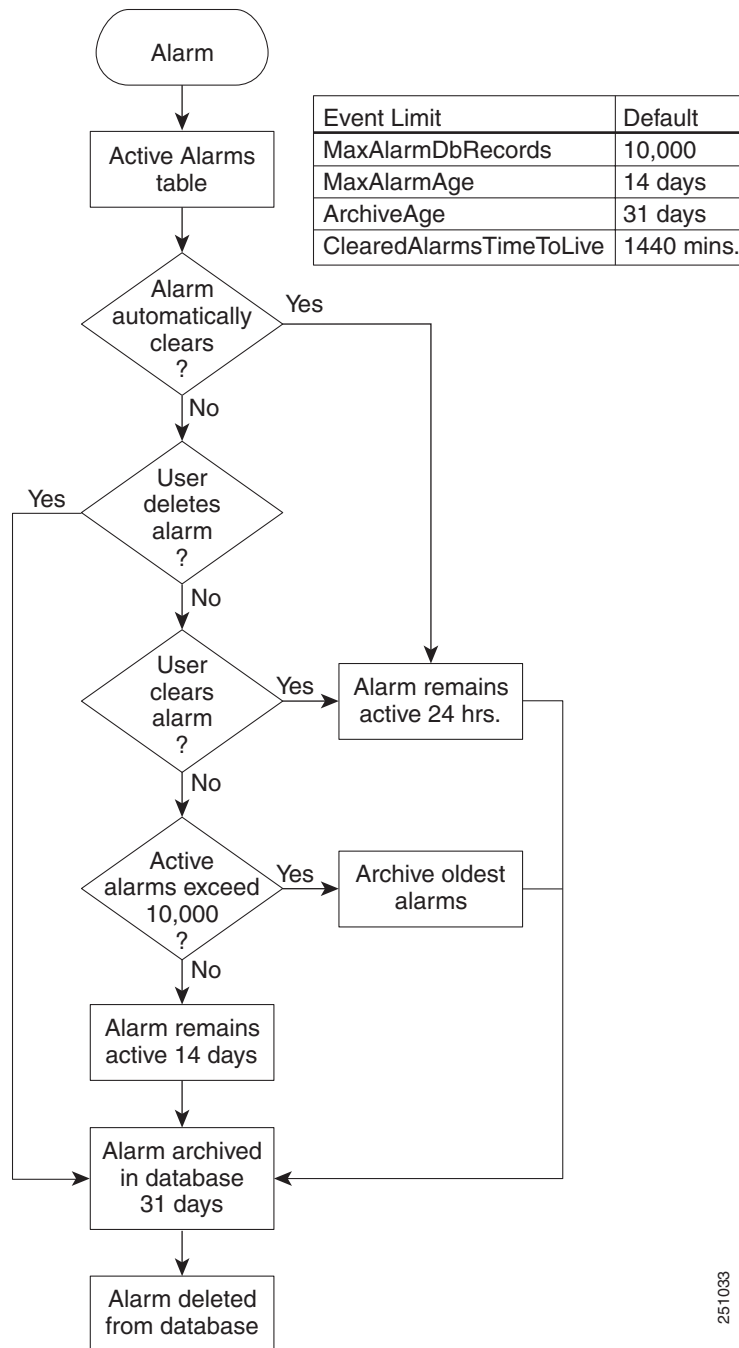 Alarm
Event Limit Default
MaxAlarmDbRecords 10,000
MaxAlarmAge 14 days
ArchiveAge 31 days
ClearedAlarmsTimeToLive 1440 mins.
Active Alarms
table
Alarm
automatically
clears
?
Yes
No
User
deletes
alarm
?
Yes
No
User
clears
alarm
?
Yes
Alarm remains
active 24 hrs.
No
Active
alarms exceed
10,000
?
Yes
Archive oldest
alarms
No
Alarm remains
active 14 days
Alarm archived
in database
31 days
Alarm deleted
from database
251033